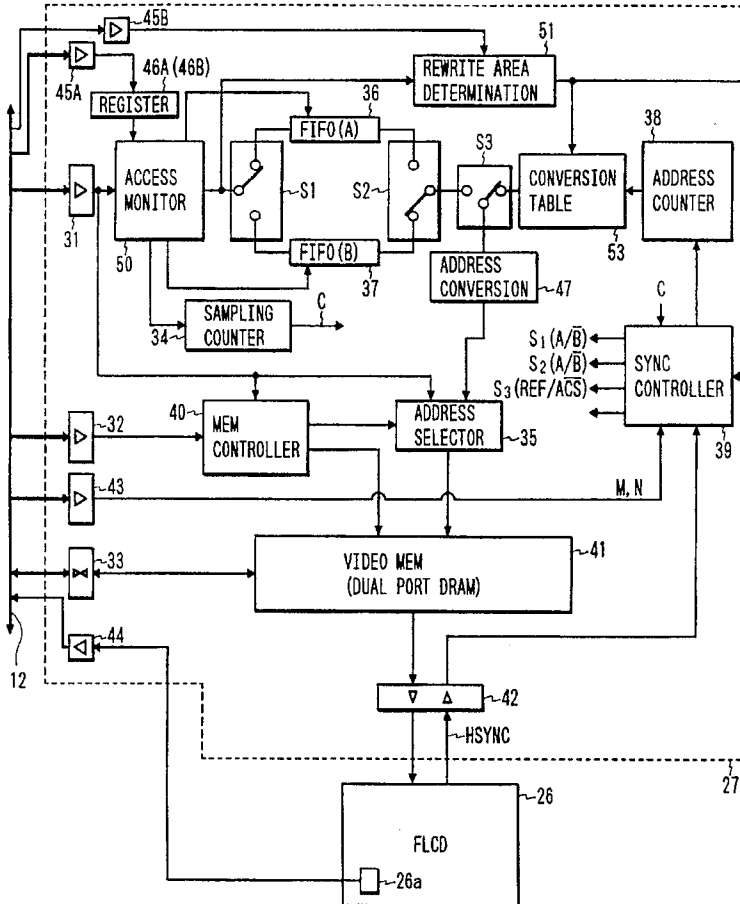 45B
51
45A
46A (46B)
REGISTER
REWRITE AREA
DETERMINATION
36
FIFO(A)
38
S3
ACCESS
MONITOR
S1
S2
CONVERSION
TABLE
ADDRESS
COUNTER
31
50
FIFO(B)
37
53
ADDRESS
CONVERSION
47
SAMPLING
COUNTER
34
C
C
S1(A/B̅)
S2(A/B̅)
S3(REF/A̅C̅S̅)
SYNC
CONTROLLER
39
32
40
MEM
CONTROLLER
ADDRESS
SELECTOR
35
43
M, N
33
VIDEO MEM
(DUAL PORT DRAM)
41
44
12
42
HSYNC
27
26
FLCD
26a